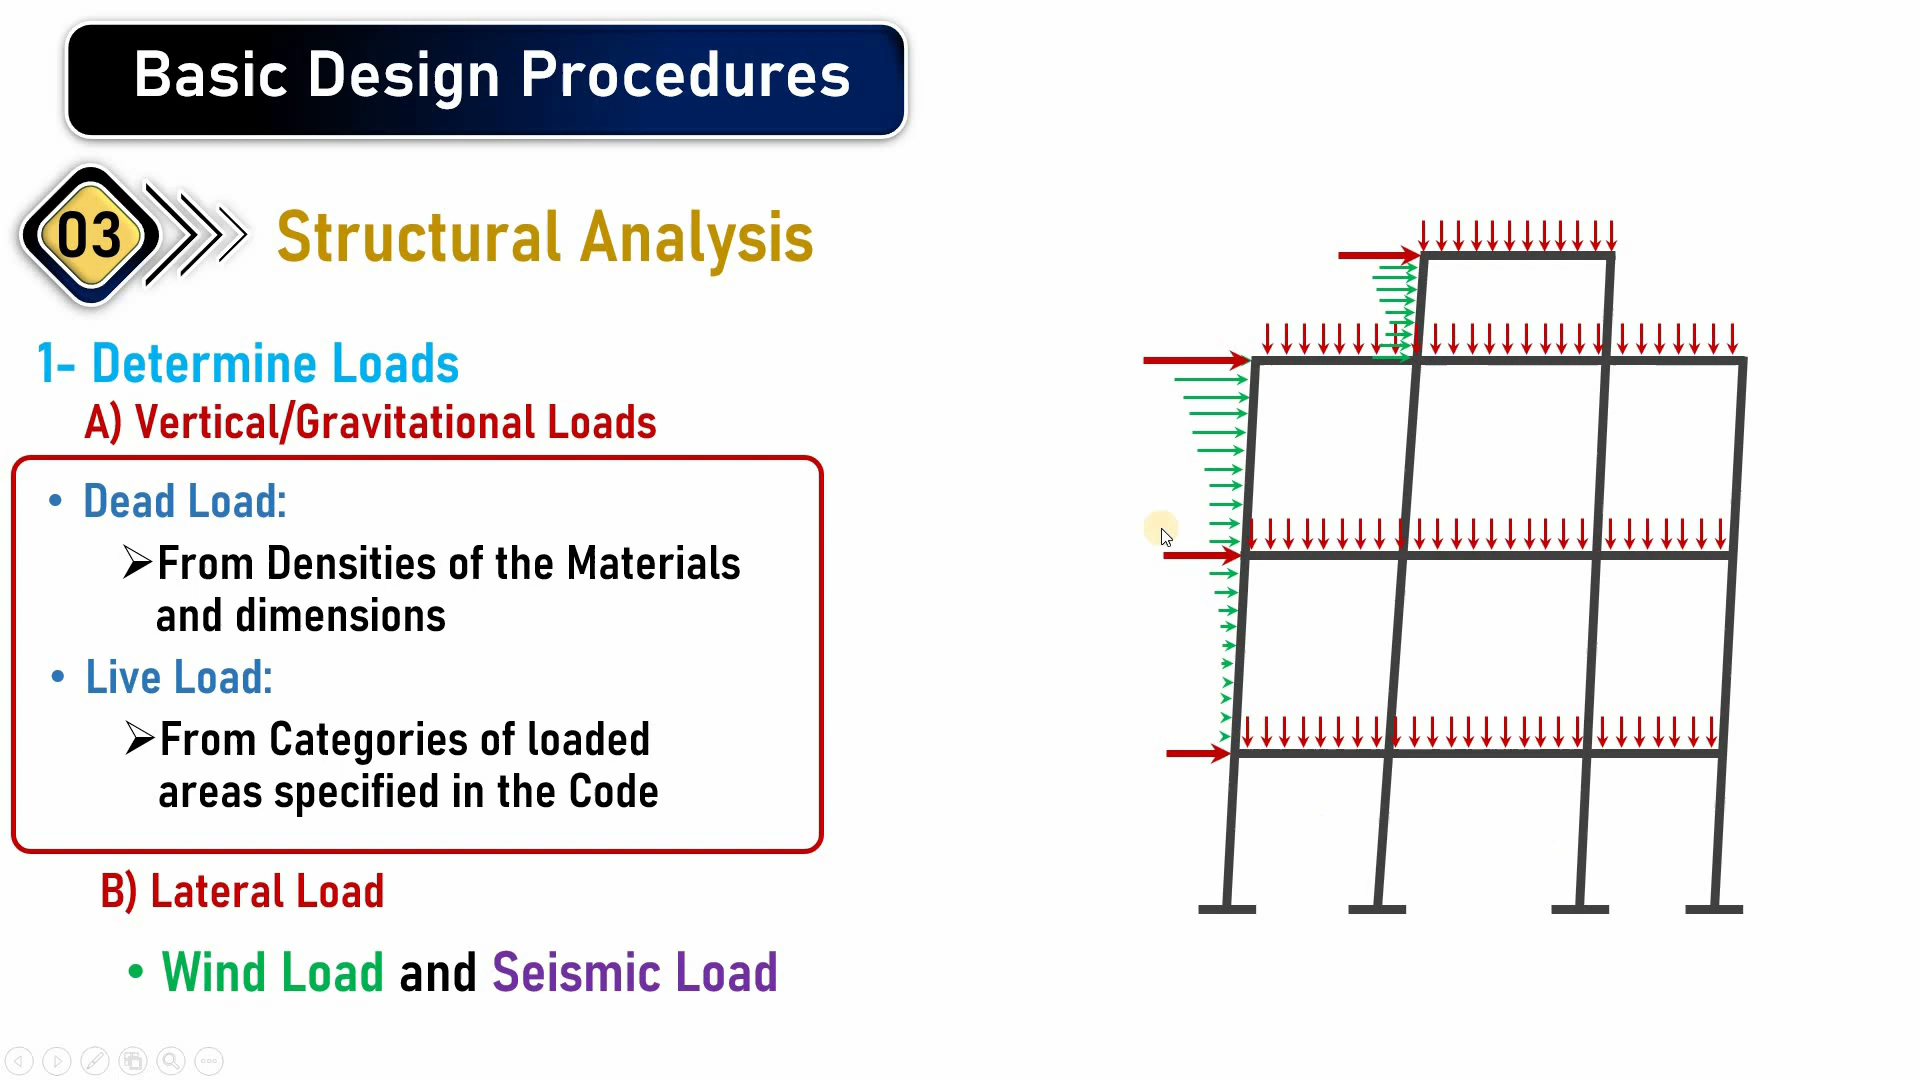 Basic Design Procedures
03
Structural Analysis
1- Determine Loads
A) Vertical/Gravitational Loads
• Dead Load:
➢From Densities of the Materials
and dimensions
• Live Load:
➢From Categories of loaded
areas specified in the Code
B) Lateral Load
• Wind Load and Seismic Load